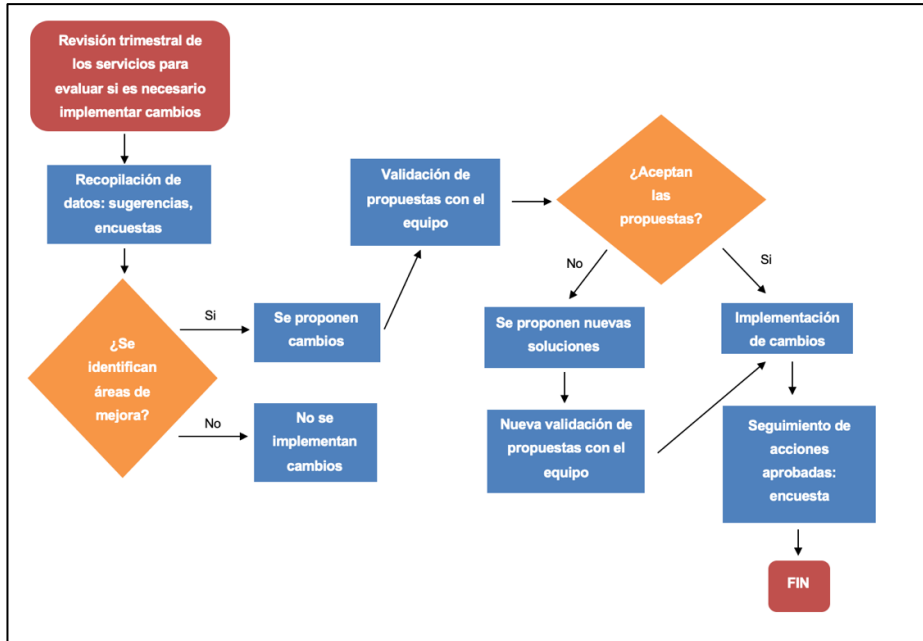 Revisión trimestral de
los servicios para
evaluar si es necesario
implementar cambios
Recopilación de
datos: sugerencias,
encuestas
¿Se
identifican
áreas de
mejora?
Si
Se proponen
cambios
No
No se
implementan
cambios
Validación de
propuestas con el
equipo
¿Aceptan
las
propuestas?
No
Si
Se proponen nuevas
soluciones
Nueva validación de
propuestas con el
equipo
Implementación
de cambios
Seguimiento de
acciones
aprobadas:
encuesta
FIN